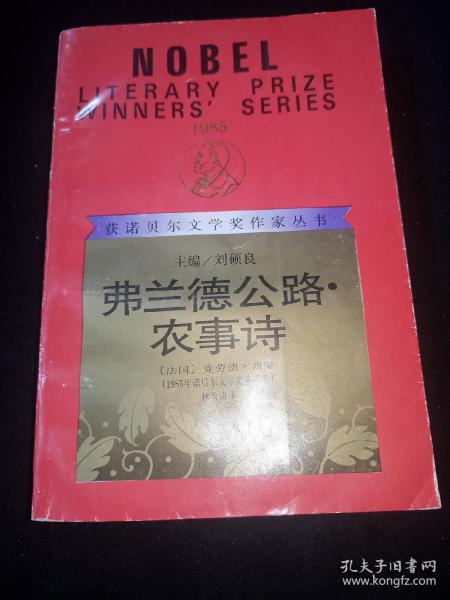 NOBEL
LITERARY PRIZE
WINNERS' SERIES
1985
获诺贝尔文学奖作家丛书
主编／刘硕良
弗兰德公路·
农事诗
〔法国〕克劳德·西蒙
(1985年诺贝尔文学奖
孔夫子旧书网
www.kongfz.com